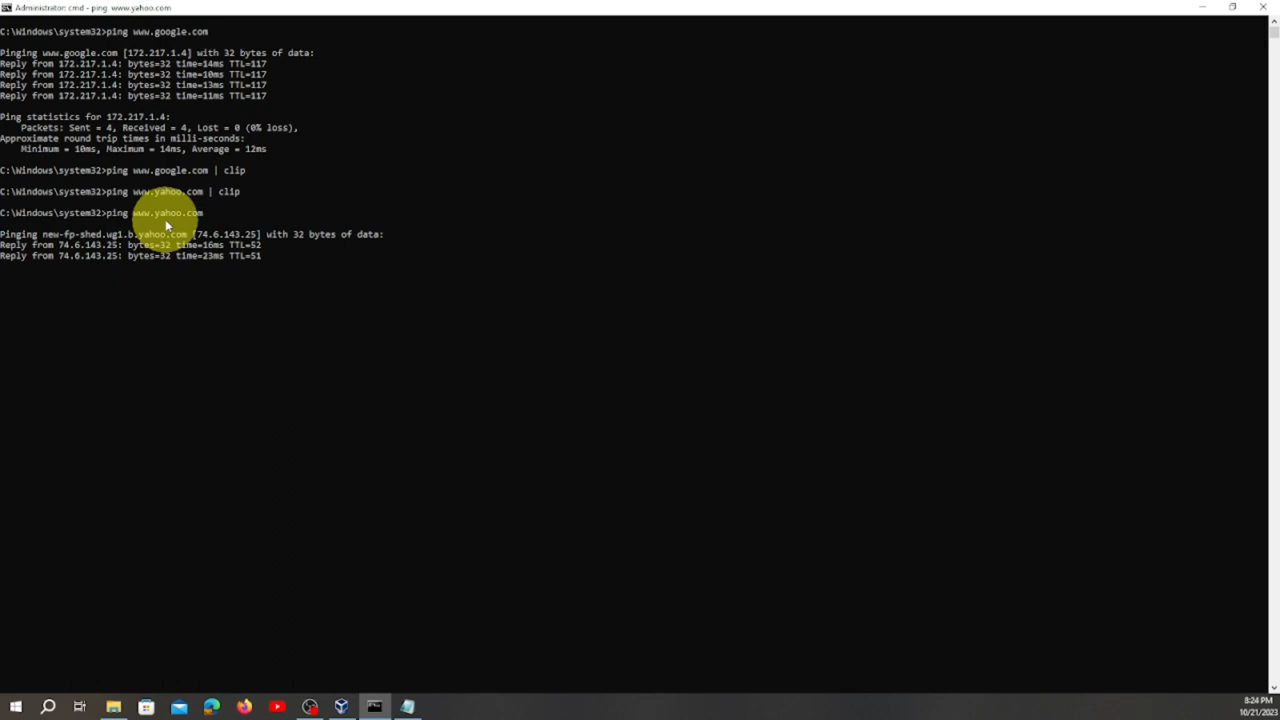 Administrator: cmd - ping www.yahoo.com
C:\Windows\system32>ping www.google.com
Pinging www.google.com [172.217.1.4] with 32 bytes of data:
Reply from 172.217.1.4: bytes=32 time=14ms TTL=117
Reply from 172.217.1.4: bytes=32 time=10ms TTL=117
Reply from 172.217.1.4: bytes=32 time=13ms TTL=117
Reply from 172.217.1.4: bytes=32 time=11ms TTL=117
Ping statistics for 172.217.1.4:
Packets: Sent = 4, Received = 4, Lost = 0 (0% loss),
Approximate round trip times in milli-seconds:
Minimum = 10ms, Maximum = 14ms, Average = 12ms
C:\Windows\system32>ping www.google.com | clip
C:\Windows\system32>ping www.yahoo.com | clip
C:\Windows\system32>ping www.yahoo.com
Pinging new-fp-shed.wg1.b.yahoo.com [74.6.143.25] with 32 bytes of data:
Reply from 74.6.143.25: bytes=32 time=16ms TTL=52
Reply from 74.6.143.25: bytes=32 time=23ms TTL=51
8:24 PM
10/21/2023